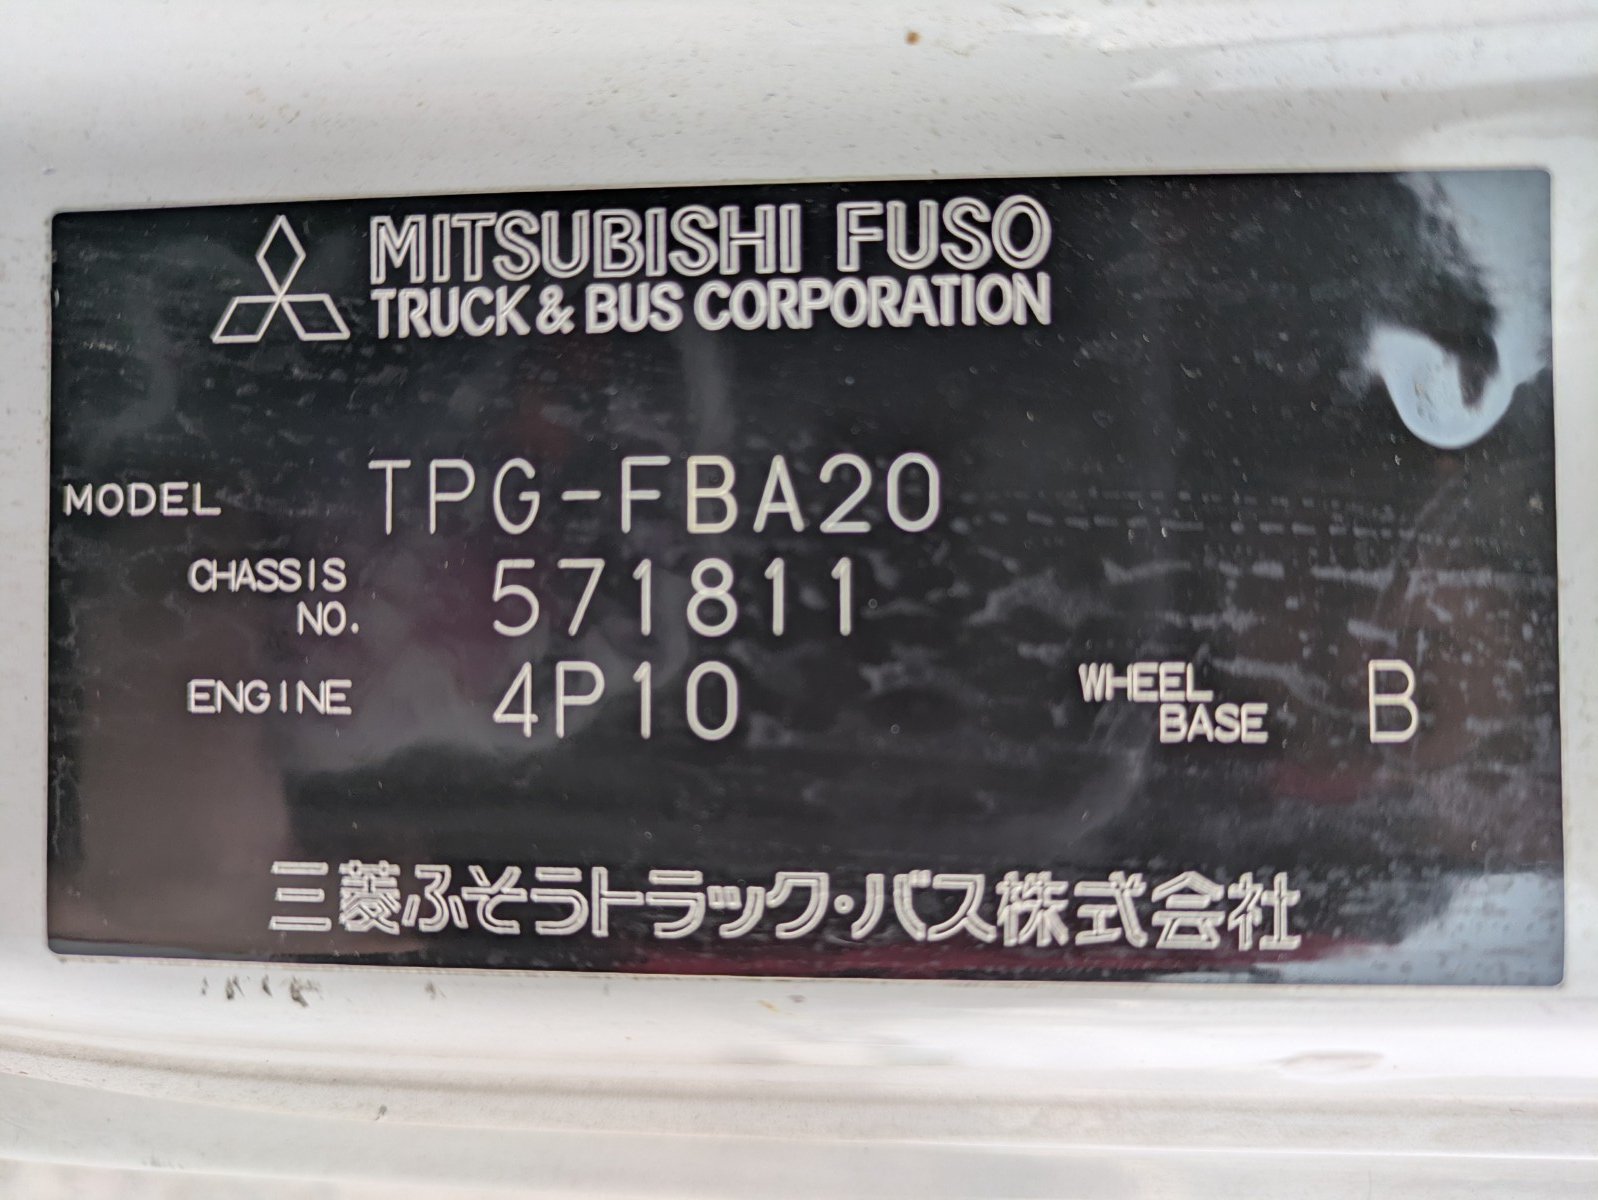 MITSUBISHI FUSO
TRUCK & BUS CORPORATION
MODEL TPG-FBA20
CHASSIS NO. 571811
ENGINE 4P10 WHEEL BASE B
三菱ふそうトラック・バス株式会社